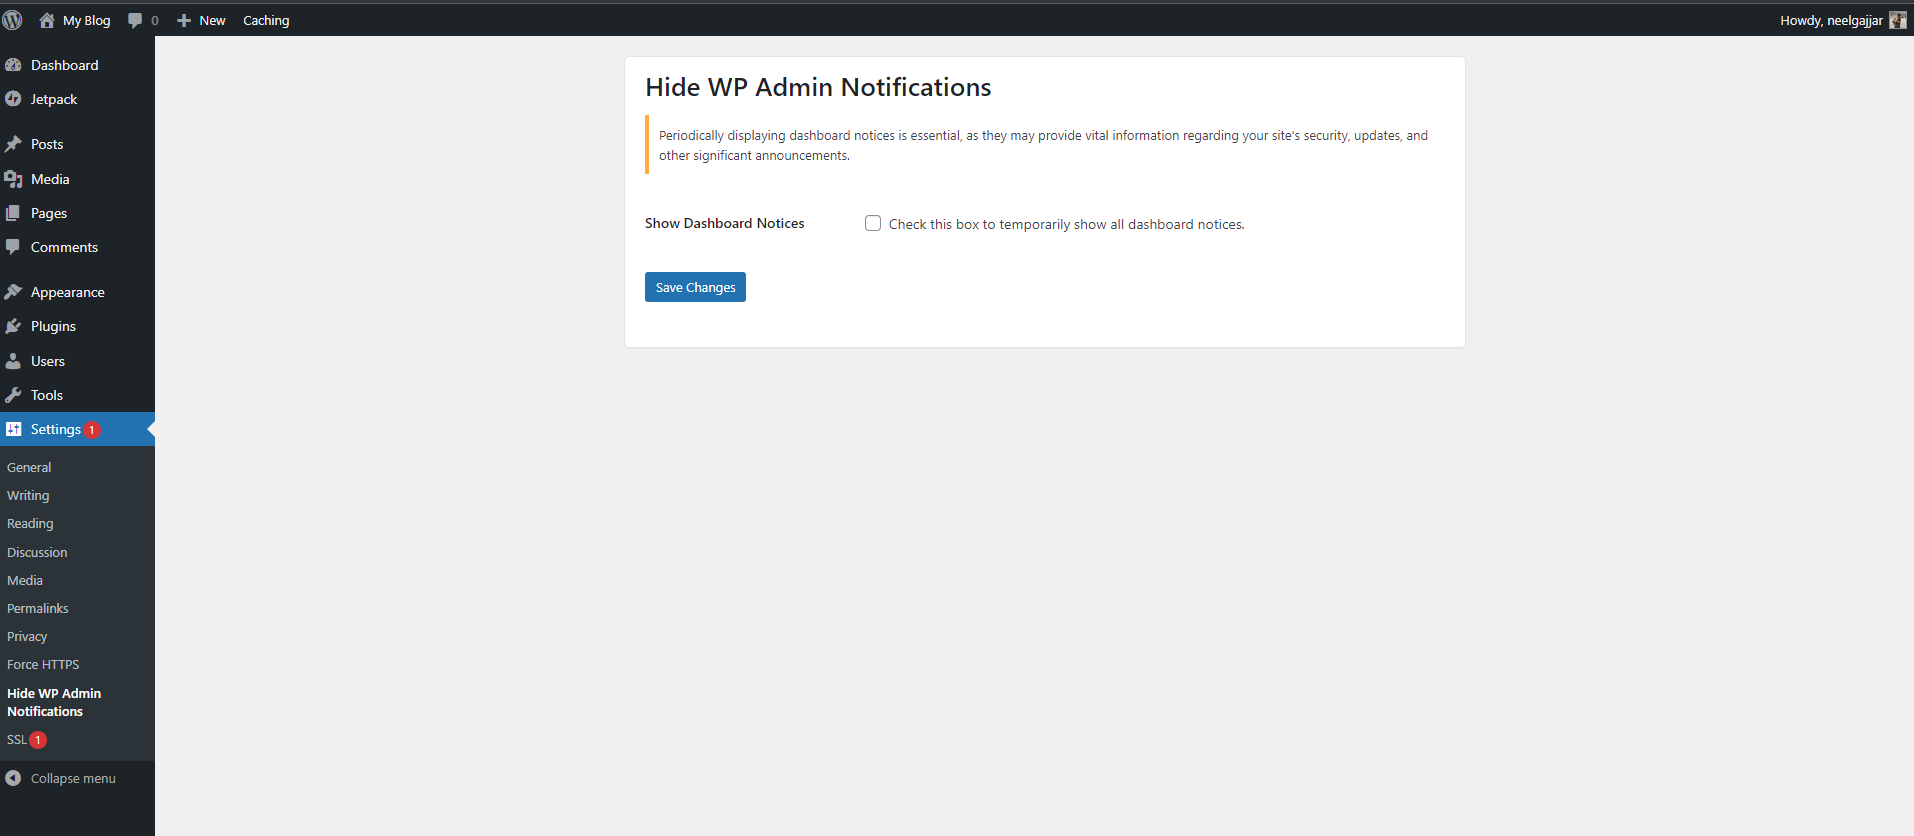 My Blog 0 New Caching
Howdy, neelgajjar
Dashboard
Jetpack
Posts
Media
Pages
Comments
Appearance
Plugins
Users
Tools
Settings 1
General
Writing
Reading
Discussion
Media
Permalinks
Privacy
Force HTTPS
Hide WP Admin
Notifications
SSL 1
Collapse menu
Hide WP Admin Notifications
Periodically displaying dashboard notices is essential, as they may provide vital information regarding your site's security, updates, and
other significant announcements.
Show Dashboard Notices Check this box to temporarily show all dashboard notices.
Save Changes